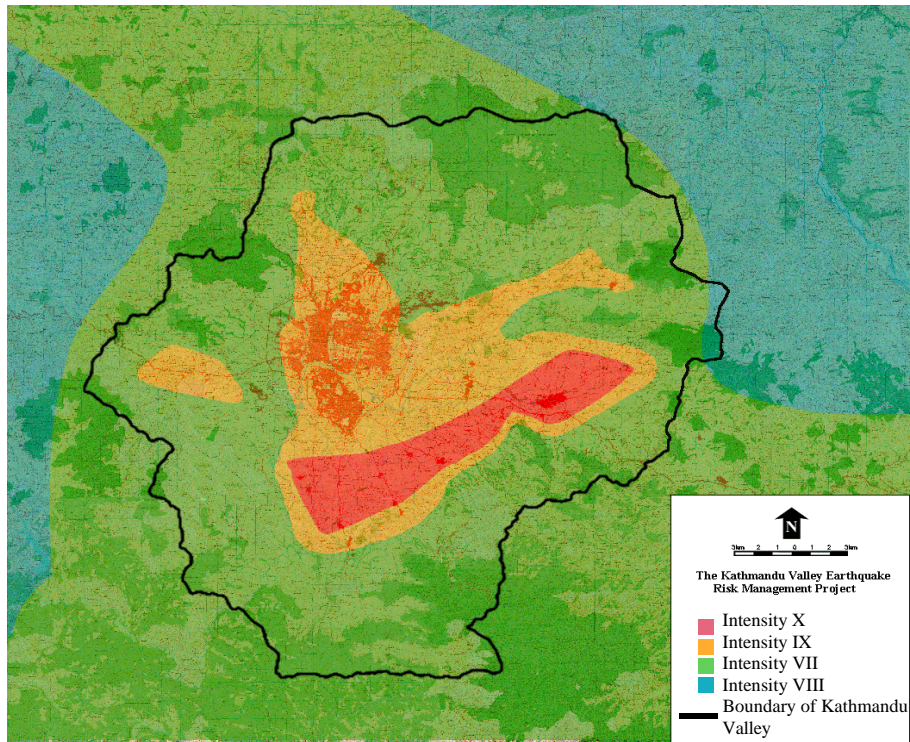 N
3km 2 1 0 1 2 3km
The Kathmandu Valley Earthquake
Risk Management Project
Intensity X
Intensity IX
Intensity VII
Intensity VIII
Boundary of Kathmandu
Valley